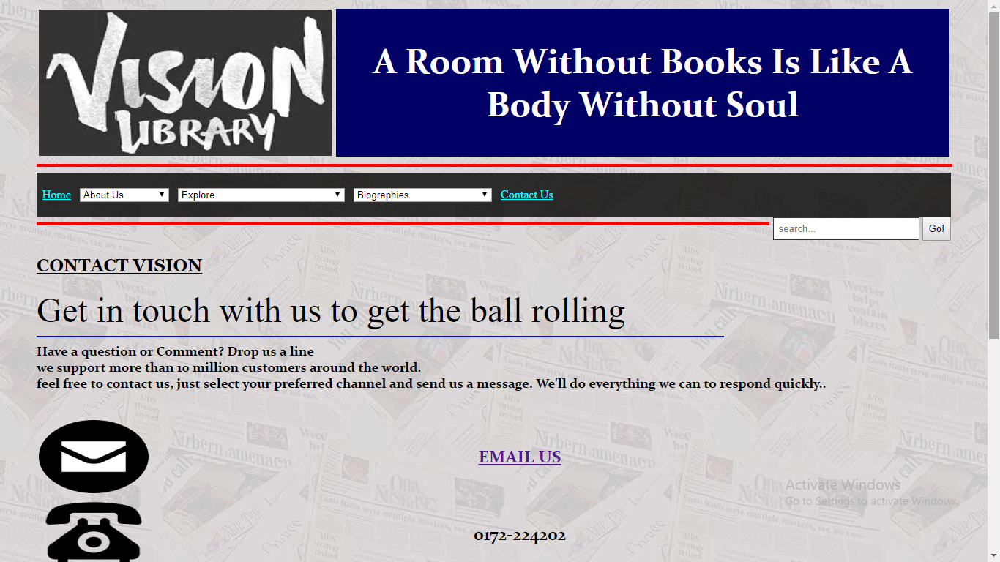 VISION
LIBRARY
A Room Without Books Is Like A
Body Without Soul
Home About Us Explore Biographies Contact Us
search... Go!
CONTACT VISION
Get in touch with us to get the ball rolling
Have a question or Comment? Drop us a line
we support more than 10 million customers around the world.
feel free to contact us, just select your preferred channel and send us a message. We'll do everything we can to respond quickly..
EMAIL US
Activate Windows
Go to Settings to activate Windows.
0172-224202